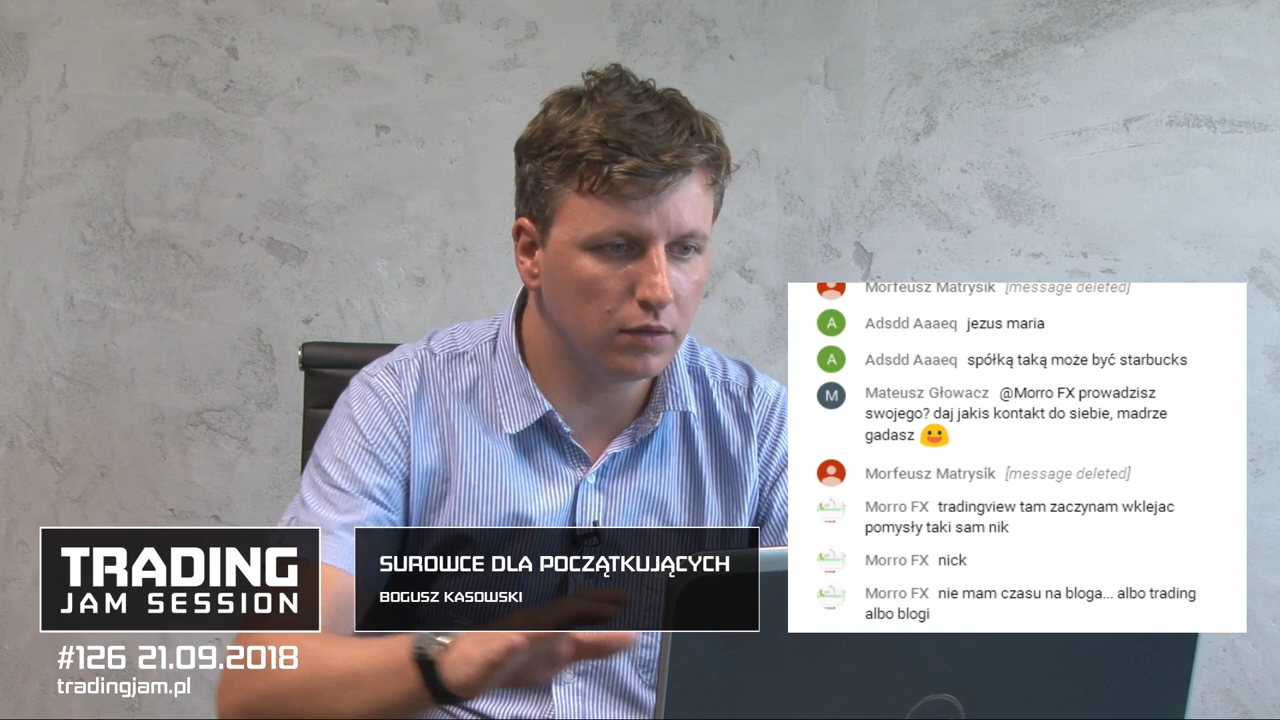 Morfeusz Matrysik [message deleted]
A Adsdd Aaaeq jezus maria
A Adsdd Aaaeq spółką taką może być starbucks
M Mateusz Głowacz @Morro FX prowadzisz
swojego? daj jakis kontakt do siebie, madrze
gadasz
Morfeusz Matrysik [message deleted]
Morro FX tradingview tam zaczynam wklejac
pomysły taki sam nik
Morro FX nick
Morro FX nie mam czasu na bloga... albo trading
albo blogi
TRADING
JAM SESSION
SUROWCE DLA POCZĄTKUJĄCYCH
BOGUSZ KASOWSKI
#126 21.09.2018
tradingjam.pl